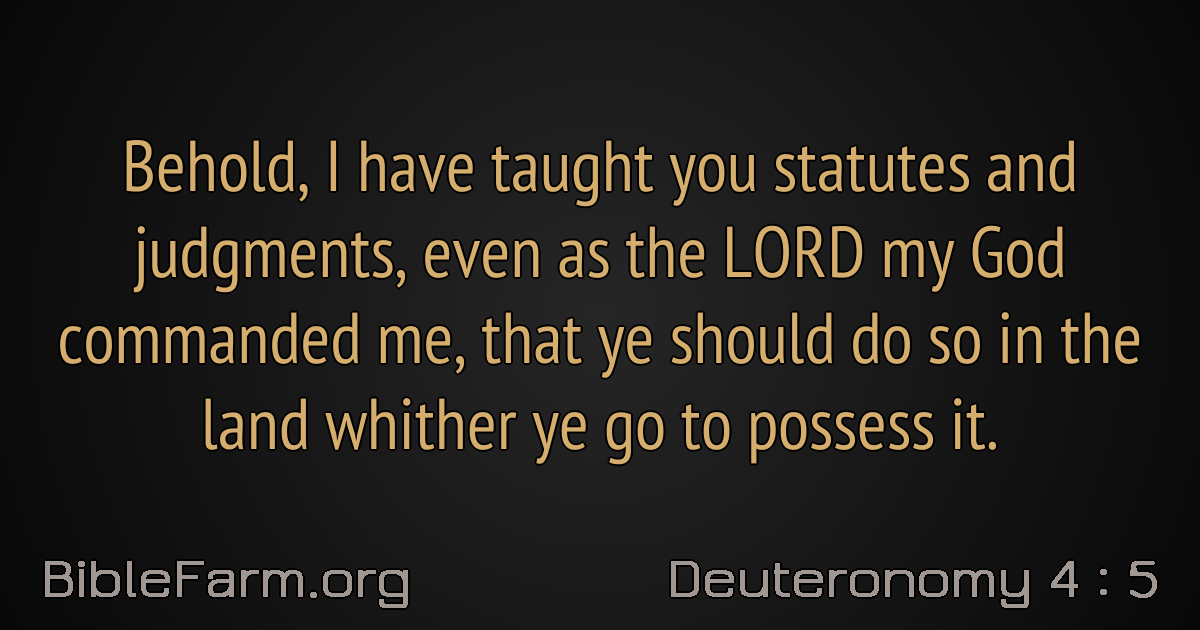 Behold, I have taught you statutes and
judgments, even as the LORD my God
commanded me, that ye should do so in the
land whither ye go to possess it.
BibleFarm.org
Deuteronomy 4 : 5